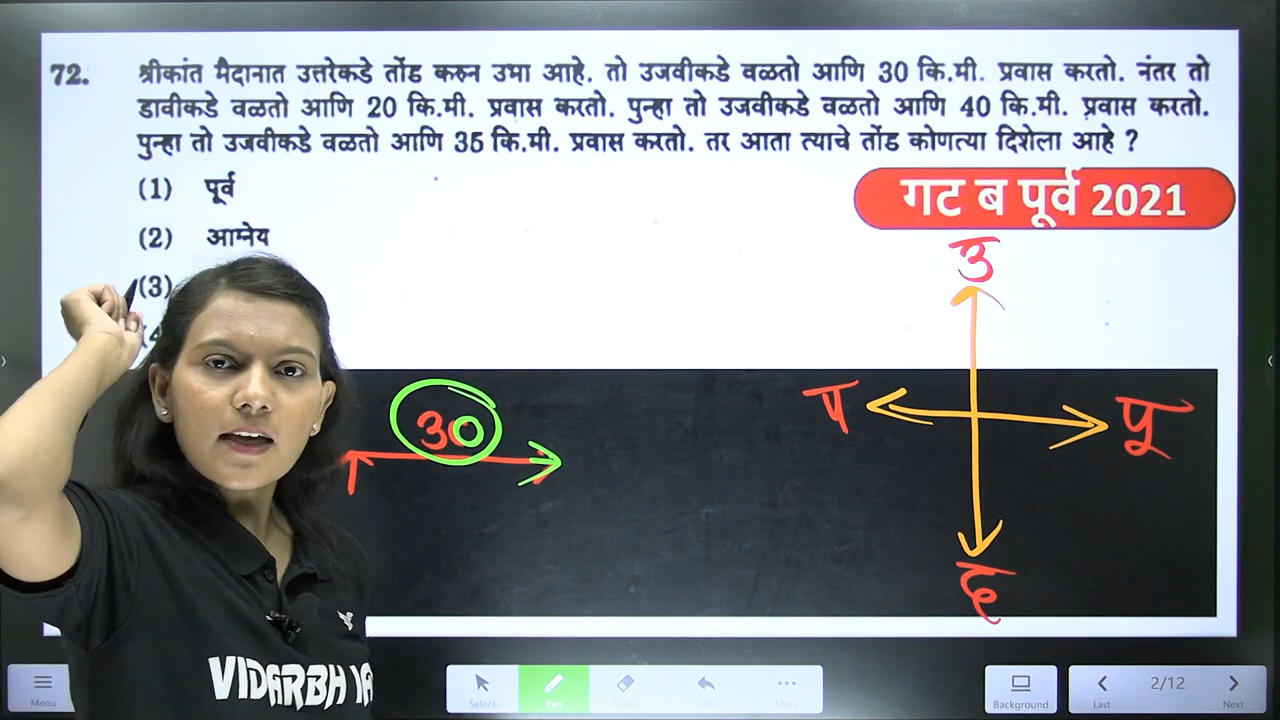 72. श्रीकांत मैदानात उत्तरेकडे तोंड करुन उभा आहे. तो उजवीकडे वळतो आणि 30 कि.मी. प्रवास करतो. नंतर तो
डावीकडे वळतो आणि 20 कि.मी. प्रवास करतो. पुन्हा तो उजवीकडे वळतो आणि 40 कि.मी. प्रवास करतो.
पुन्हा तो उजवीकडे वळतो आणि 35 कि.मी. प्रवास करतो. तर आता त्याचे तोंड कोणत्या दिशेला आहे ?
(1) पूर्व
गट ब पूर्व 2021
(2) आग्नेय
उ
(3)
(4
30
प
पू
द
VIDARBH IA
Menu
Select
Pen
Eraser
Undo
More
Background
Last
2/12
Next